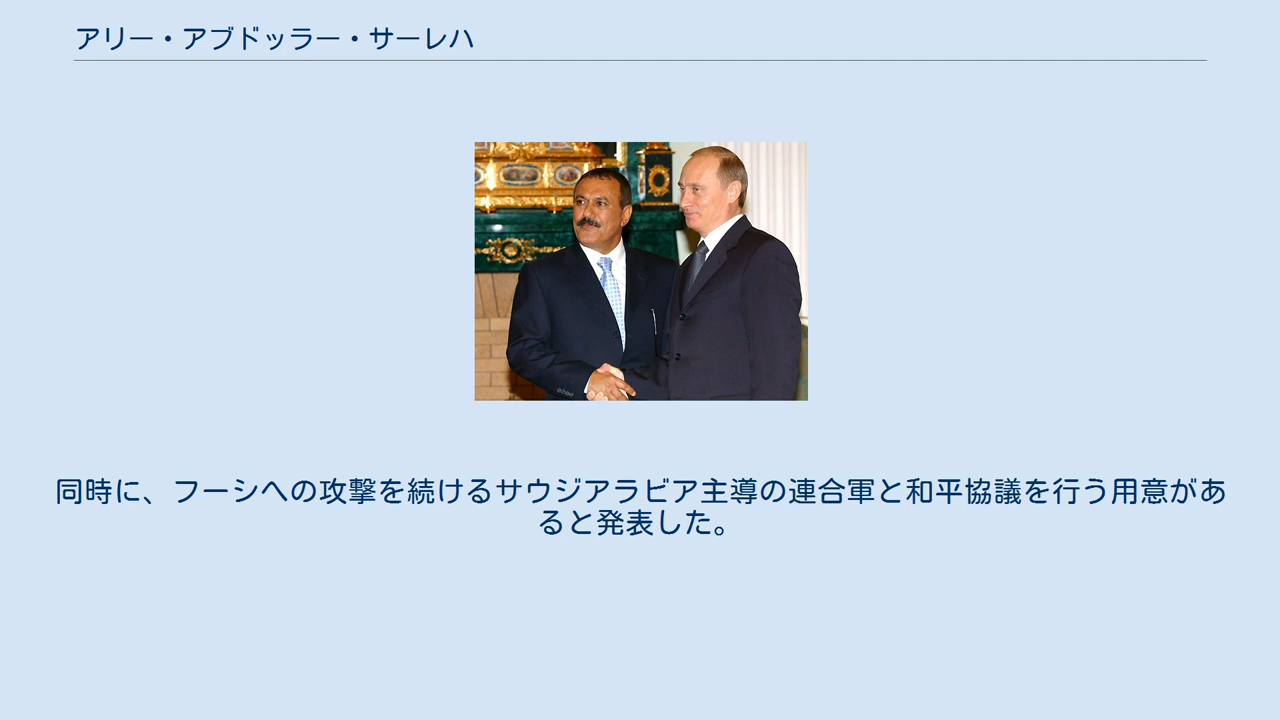 アリー・アブドッラー・サーレハ
同時に、フーシへの攻撃を続けるサウジアラビア主導の連合軍と和平協議を行う用意があ
ると発表した。